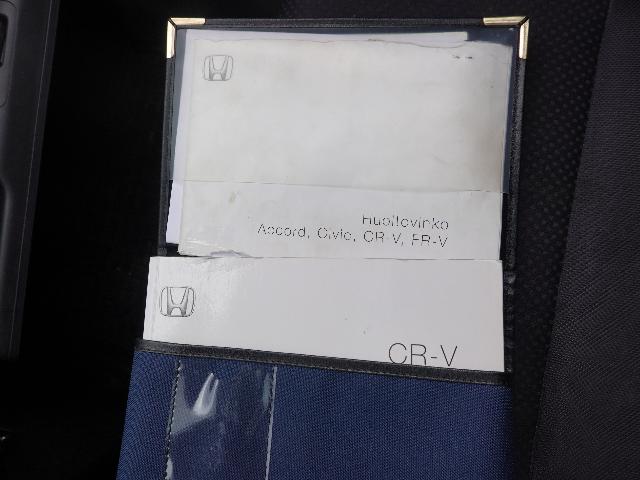 Huoltovihko
Accord, Civic, CR-V, FR-V
CR-V